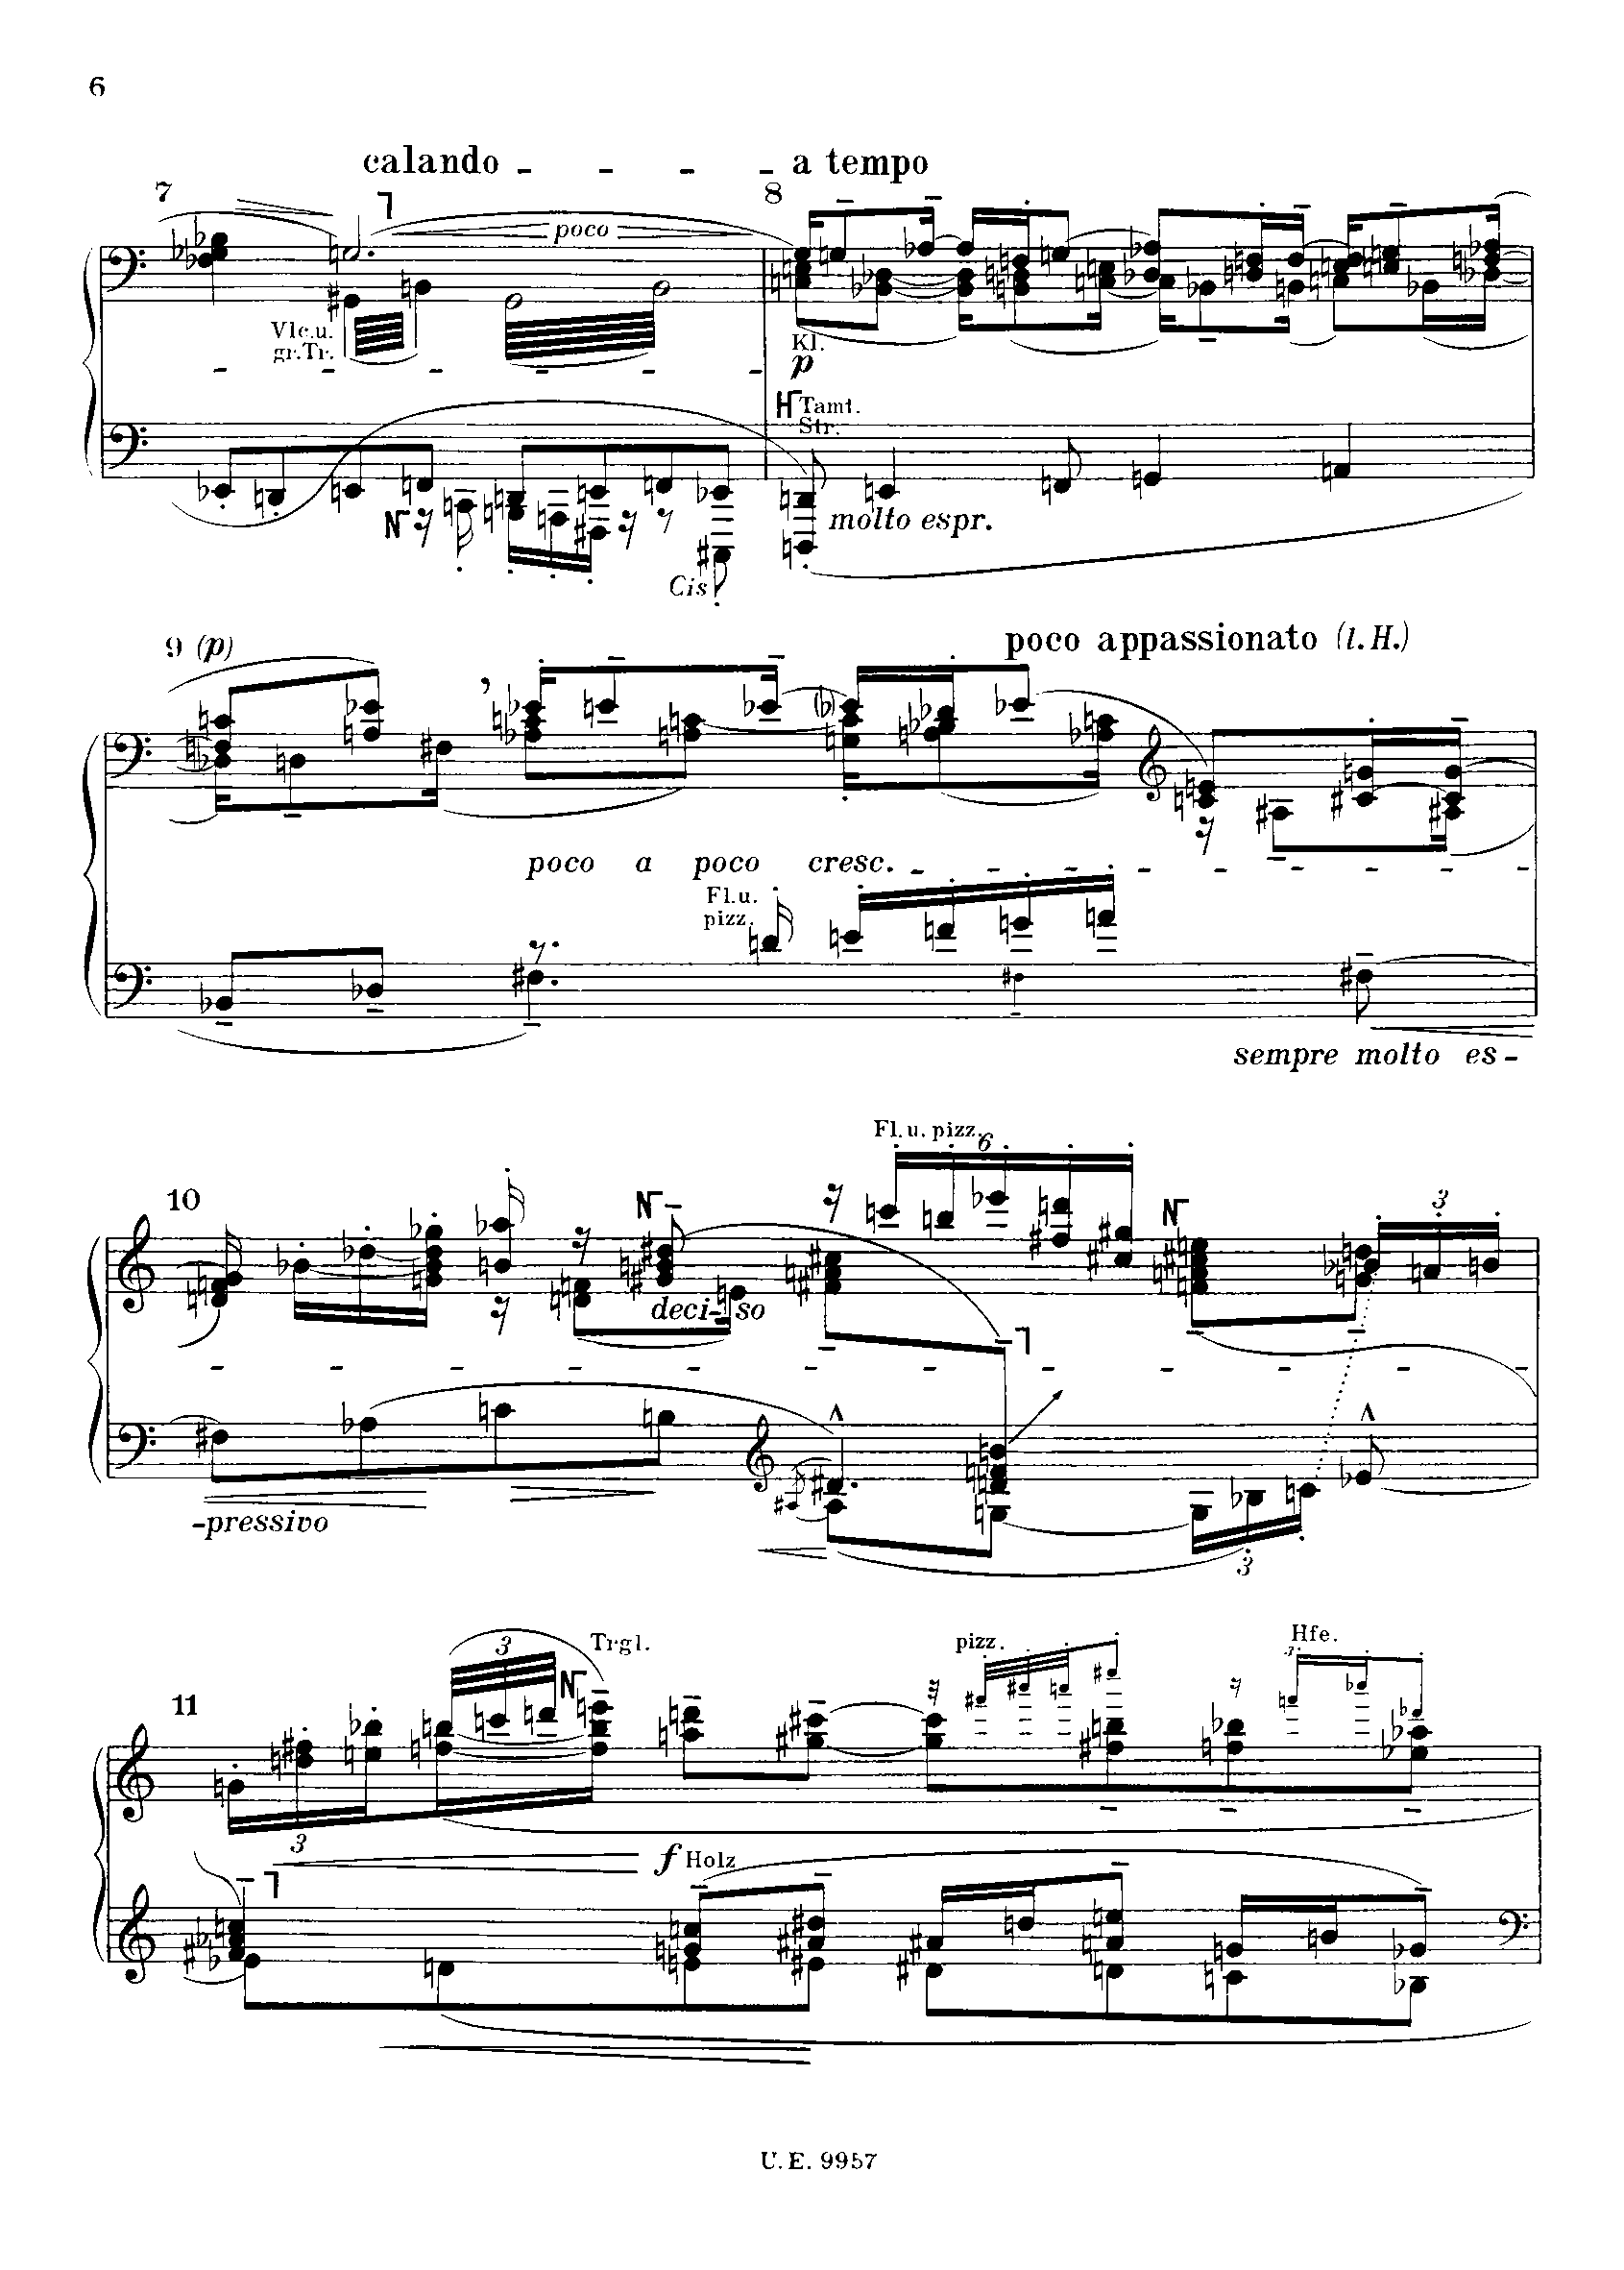 6
calando - - - - a tempo
7
8
poco
Vlc.u.
gr.Tr.
Kl.
p
Tamt.
Str.
N
H
molto espr.
Cis
9 (p)
poco appassionato (l. H.)
poco a poco cresc. - - - - - - - - -
Fl.u.
pizz.
sempre molto es-
Fl. u. pizz.
6
10
N
N
3
deci- so
-pressivo
3
3
Trgl.
pizz.
Hfe.
3
11
N
3
f Holz
U. E. 9957